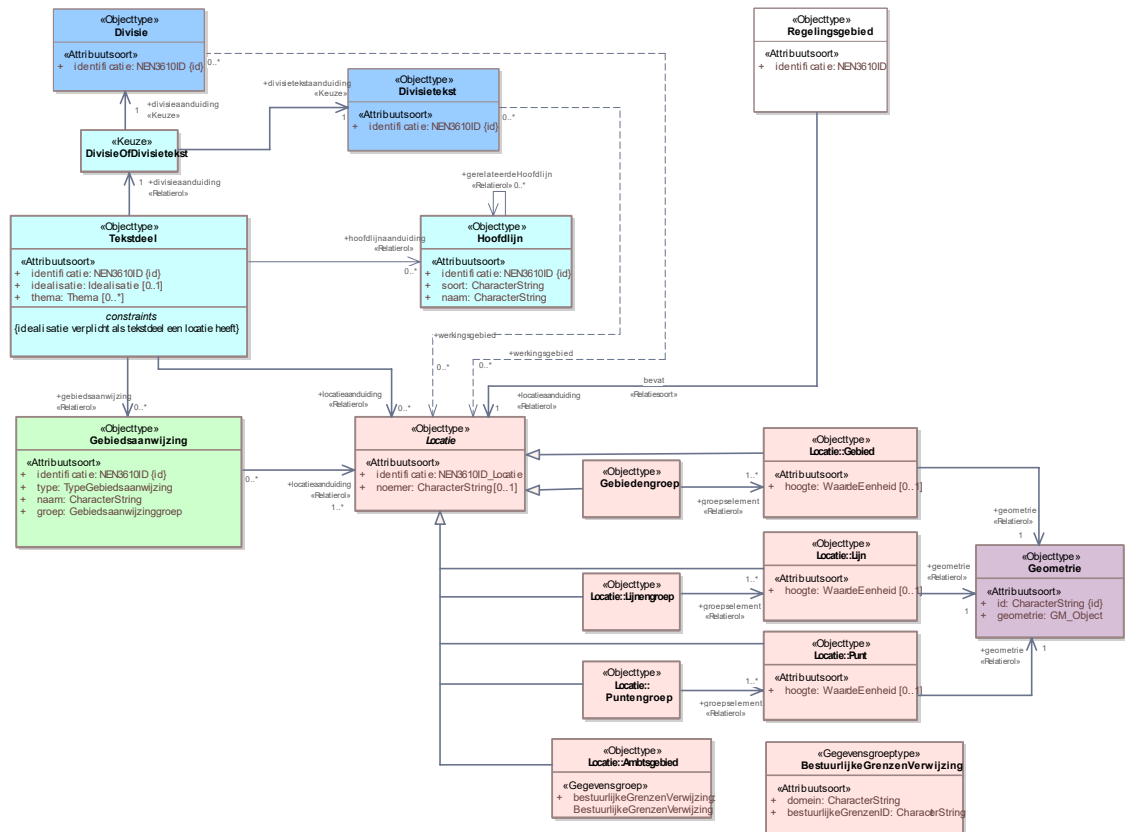 «Objecttype»
Divisie
«Attribuutsoort»
+ identificatie: NEN3610ID {id}
0..*
«Objecttype»
Regelingsgebied
«Attribuutsoort»
+ identificatie: NEN3610ID
+divisieaanduiding
1
«Keuze»
+divisietekstaanduiding
«Keuze»
1
«Objecttype»
Divisietekst
«Attribuutsoort»
+ identificatie: NEN3610ID {id}
0..*
«Keuze»
DivisieOfDivisietekst
1
+divisieaanduiding
«Relatierol»
+gerelateerdeHoofdlijn
«Relatierol» 0..*
«Objecttype»
Tekstdeel
«Attribuutsoort»
+ identificatie: NEN3610ID {id}
+ idealisatie: Idealisatie [0..1]
+ thema: Thema [0..*]
constraints
{idealisatie verplicht als tekstdeel een locatie heeft}
+hoofdlijnaanduiding
«Relatierol»
0..*
«Objecttype»
Hoofdlijn
«Attribuutsoort»
+ identificatie: NEN3610ID {id}
+ soort: CharacterString
+ naam: CharacterString
+werkingsgebied
0..*
+werkingsgebied
0..*
+gebiedsaanwijzing
«Relatierol»
0..*
+locatieaanduiding
«Relatierol»
0..*
bevat
«Relatiesoort»
1
+locatieaanduiding
«Relatierol»
«Objecttype»
Gebiedsaanwijzing
«Attribuutsoort»
+ identificatie: NEN3610ID {id}
+ type: TypeGebiedsaanwijzing
+ naam: CharacterString
+ groep: Gebiedsaanwijzinggroep
0..*
+locatieaanduiding
«Relatierol»
1..*
«Objecttype»
Locatie
«Attribuutsoort»
+ identificatie: NEN3610ID_Locatie
+ noemer: CharacterString [0..1]
«Objecttype»
Gebiedengroep
1..*
+groepselement
«Relatierol»
«Objecttype»
Locatie::Gebied
«Attribuutsoort»
+ hoogte: WaardeEenheid [0..1]
+geometrie
«Relatierol»
1
«Objecttype»
Locatie::Lijnengroep
1..*
+groepselement
«Relatierol»
«Objecttype»
Locatie::Lijn
«Attribuutsoort»
+ hoogte: WaardeEenheid [0..1]
+geometrie
«Relatierol»
1
«Objecttype»
Geometrie
«Attribuutsoort»
+ id: CharacterString {id}
+ geometrie: GM_Object
«Objecttype»
Locatie::
Puntengroep
1..*
+groepselement
«Relatierol»
«Objecttype»
Locatie::Punt
«Attribuutsoort»
+ hoogte: WaardeEenheid [0..1]
+geometrie
«Relatierol»
1
«Objecttype»
Locatie::Ambtsgebied
«Gegevensgroep»
+ bestuurlijkeGrenzenVerwijzing:
BestuurlijkeGrenzenVerwijzing
«Gegevensgroeptype»
BestuurlijkeGrenzenVerwijzing
«Attribuutsoort»
+ domein: CharacterString
+ bestuurlijkeGrenzenID: CharacterString